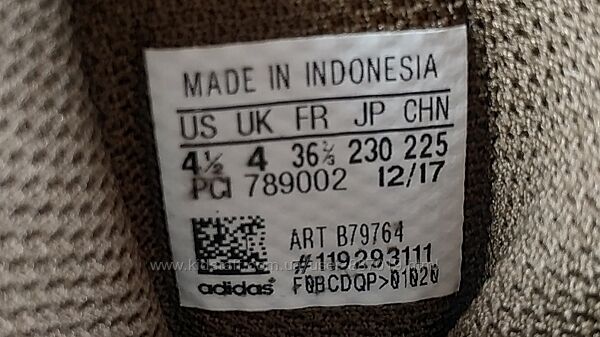 MADE IN INDONESIA
US UK FR JP CHN
4½ 4 36⅔ 230 225
PCI 789002 12/17
ART B79764
#119293111
adidas® F0BCDQP>01020